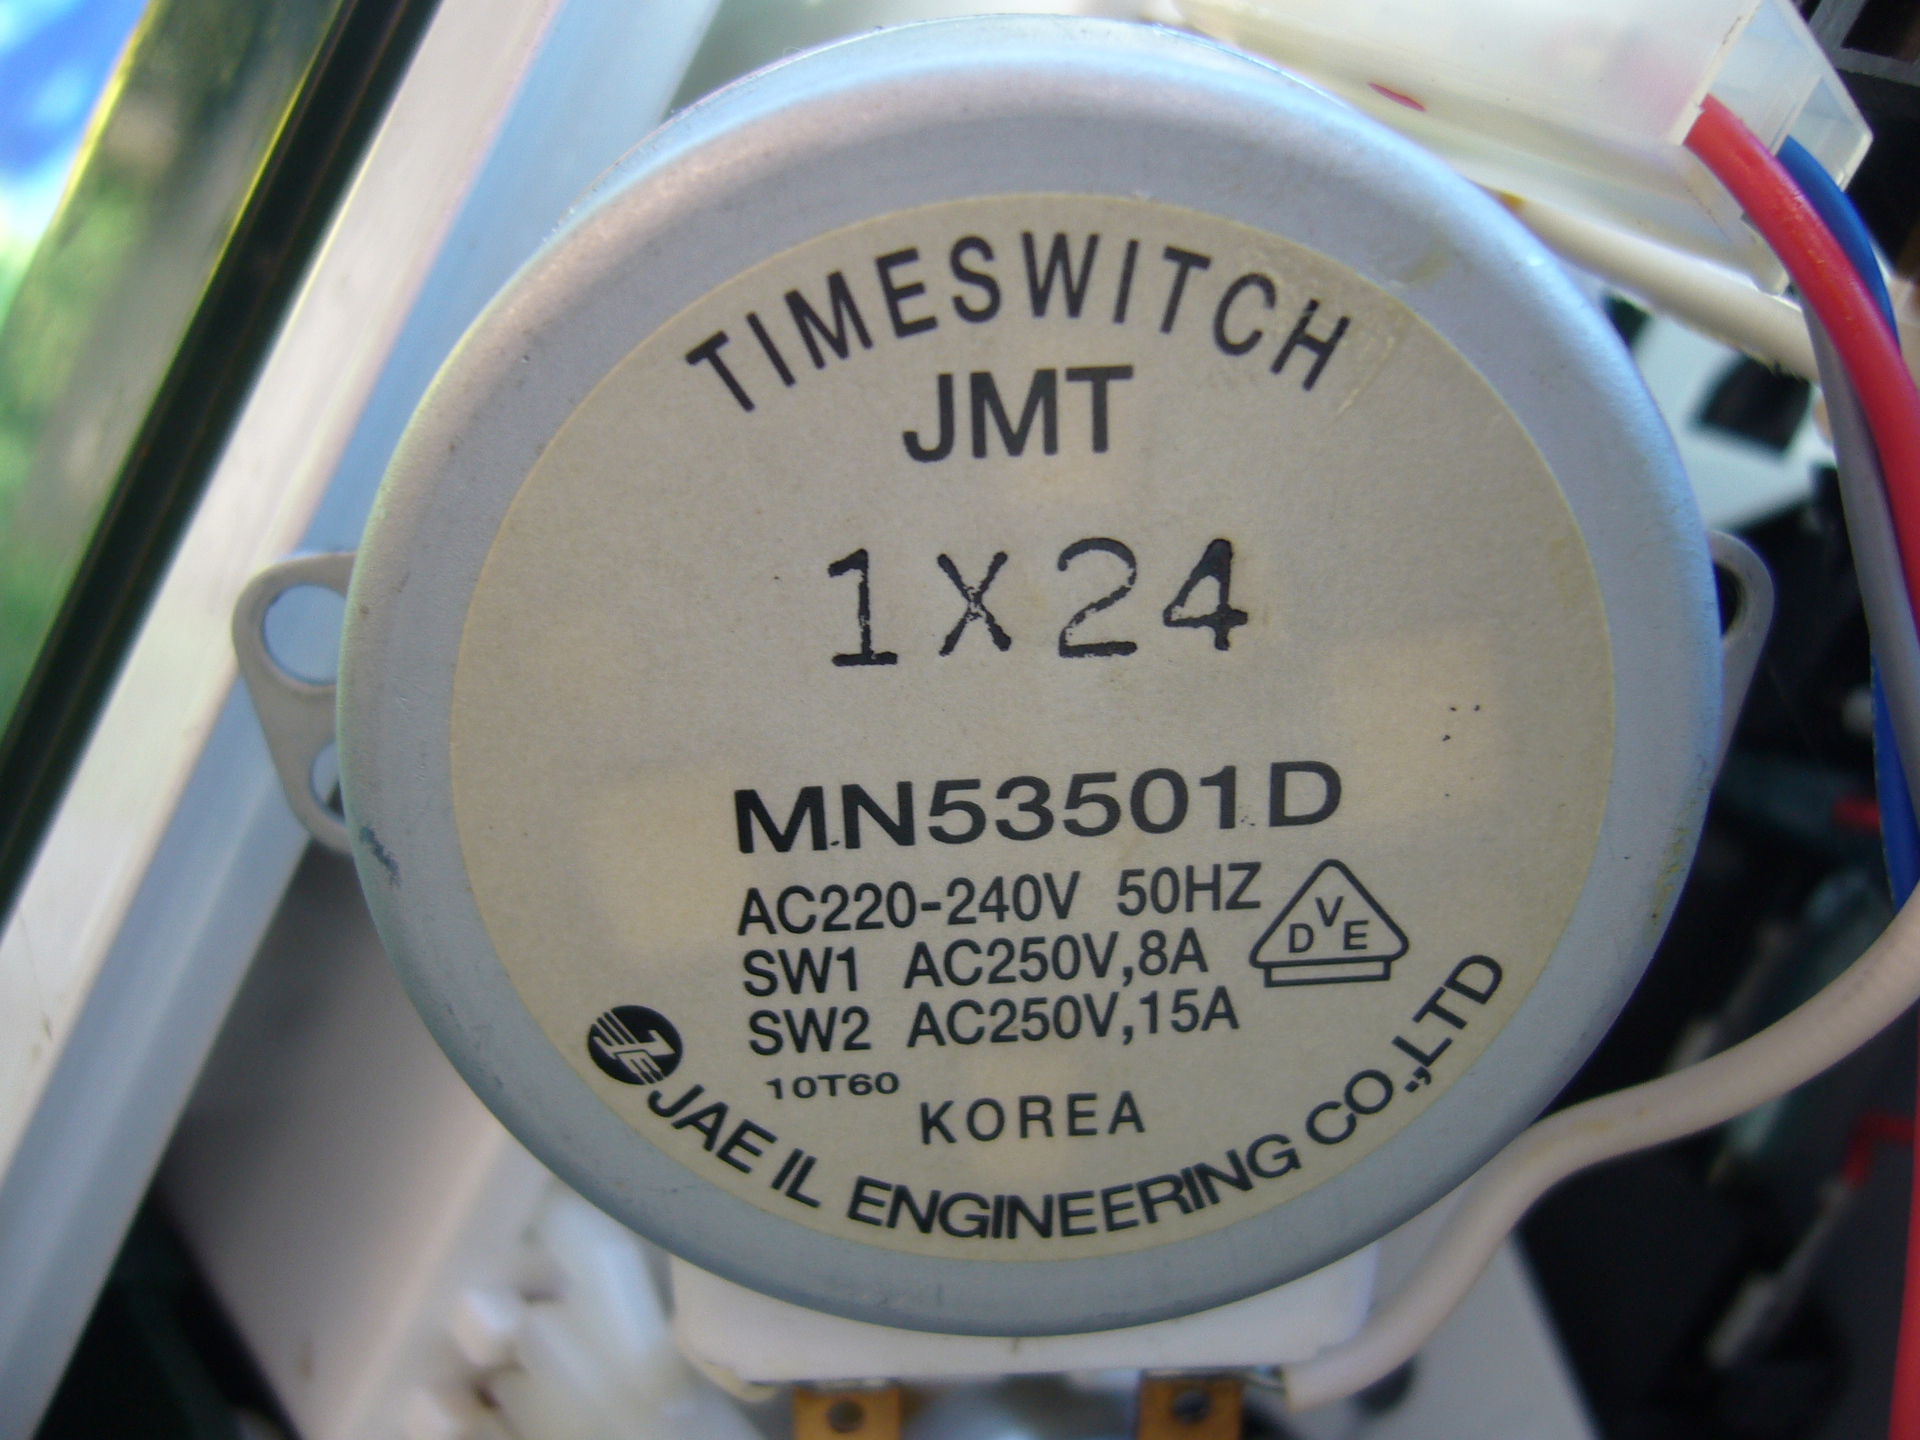 TIMESWITCH
JMT
1X24
MN53501D
AC220-240V 50HZ
SW1 AC250V,8A
SW2 AC250V,15A
DVE
10T60
KOREA
JE
JAE IL ENGINEERING CO.,LTD